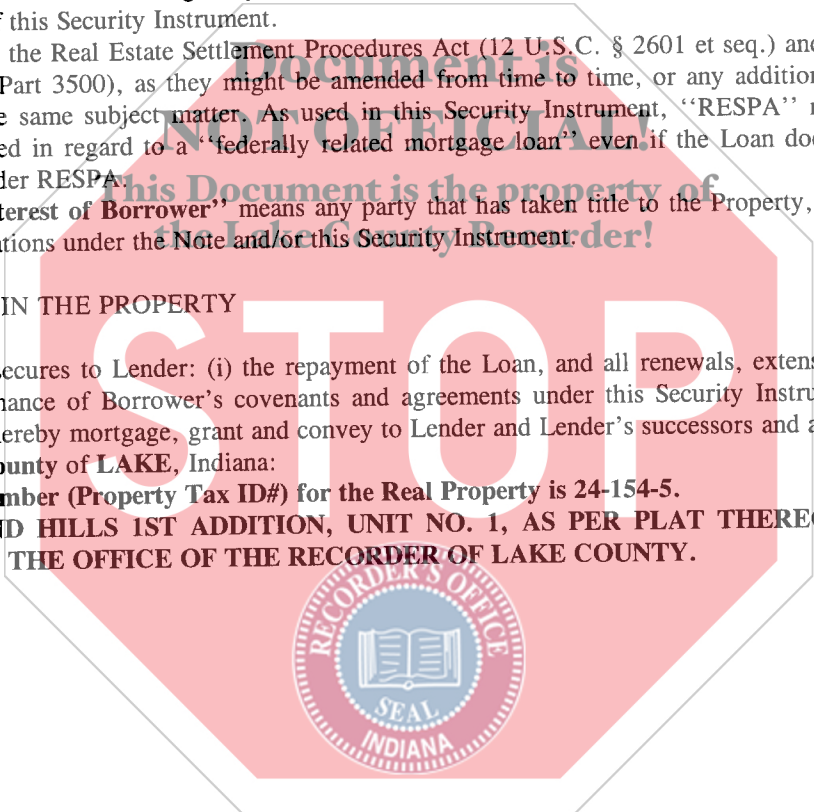 this Security Instrument.
the Real Estate Settlement Procedures Act (12 U.S.C. § 2601 et seq.) and
Document is
Part 3500), as they might be amended from time to time, or any addition
same subject matter. As used in this Security Instrument, ‘‘RESPA’’
NOT OFFICIAL!
ed in regard to a ‘‘federally related mortgage loan’’ even if the Loan doe
der RESPA.
This Document is the property of
terest of Borrower’’ means any party that has taken title to the Property,
the Lake County Recorder!
tions under the Note and/or this Security Instrument.
IN THE PROPERTY
STOP
ecures to Lender: (i) the repayment of the Loan, and all renewals, extens
nance of Borrower’s covenants and agreements under this Security Instru
ereby mortgage, grant and convey to Lender and Lender’s successors and a
ounty of LAKE, Indiana:
mber (Property Tax ID#) for the Real Property is 24-154-5.
D HILLS 1ST ADDITION, UNIT NO. 1, AS PER PLAT THEREO
THE OFFICE OF THE RECORDER OF LAKE COUNTY.
RECORDER'S OFFICE
SEAL
INDIANA